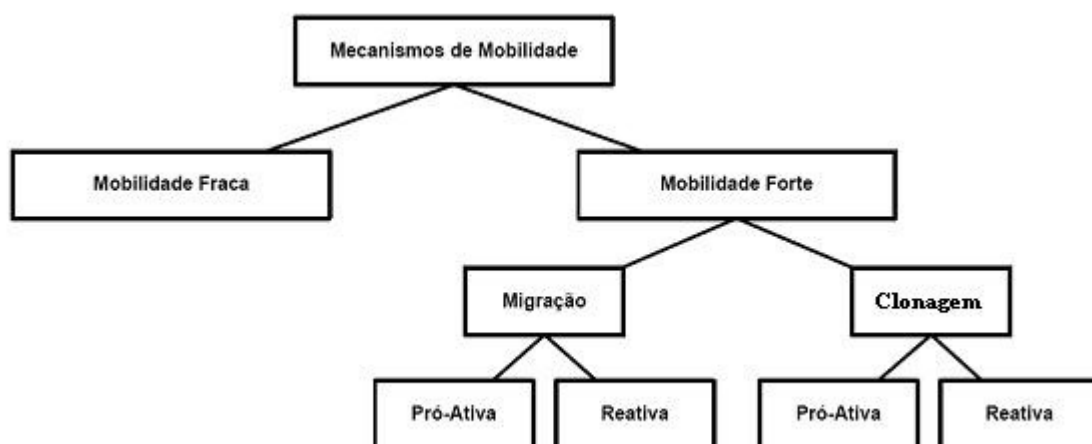 Mecanismos de Mobilidade
Mobilidade Fraca
Mobilidade Forte
Migração
Clonagem
Pró-Ativa
Reativa
Pró-Ativa
Reativa